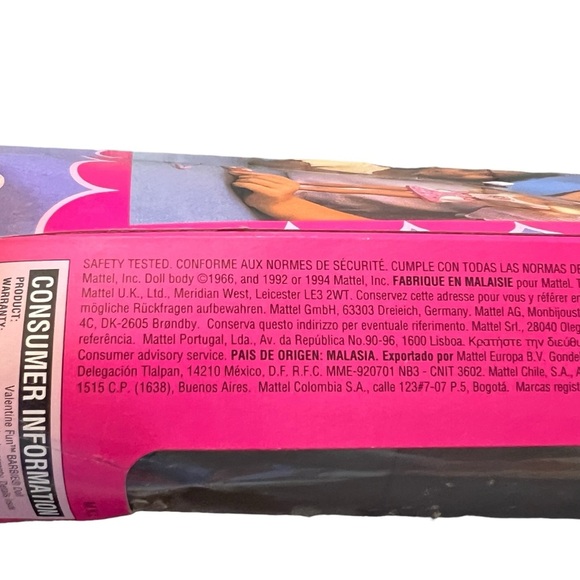 SAFETY TESTED. CONFORME AUX NORMES DE SÉCURITÉ. CUMPLE CON TODAS LAS NORMAS DE
Mattel, Inc. Doll body ©1966, and 1992 or 1994 Mattel, Inc. FABRIQUÉ EN MALAISIE pour Mattel. T
Mattel U.K., Ltd., Meridian West, Leicester LE3 2WT. Conservez cette adresse pour vous y référer en
mögliche Rückfragen aufbewahren. Mattel GmbH, 63303 Dreieich, Germany. Mattel AG, Monbijoust
4C, DK-2605 Brøndby. Conserva questo indirizzo per eventuale riferimento. Mattel Srl., 28040 Oleg
referência. Mattel Portugal, Lda., Av. da República No.90-96, 1600 Lisboa. Κρατήστε την διεύθ
Consumer advisory service. PAIS DE ORIGEN: MALASIA. Exportado por Mattel Europa B.V. Gonde
Delegación Tlalpan, 14210 México, D.F. R.F.C. MME-920701 NB3 - CNIT 3602. Mattel Chile, S.A., A
1515 C.P. (1638), Buenos Aires. Mattel Colombia S.A., calle 123#7-07 P.5, Bogotá. Marcas regist
CONSUMER INFORMATION
PRODUCT:
Valentine Fun™ BARBIE® Doll
WARRANTY: